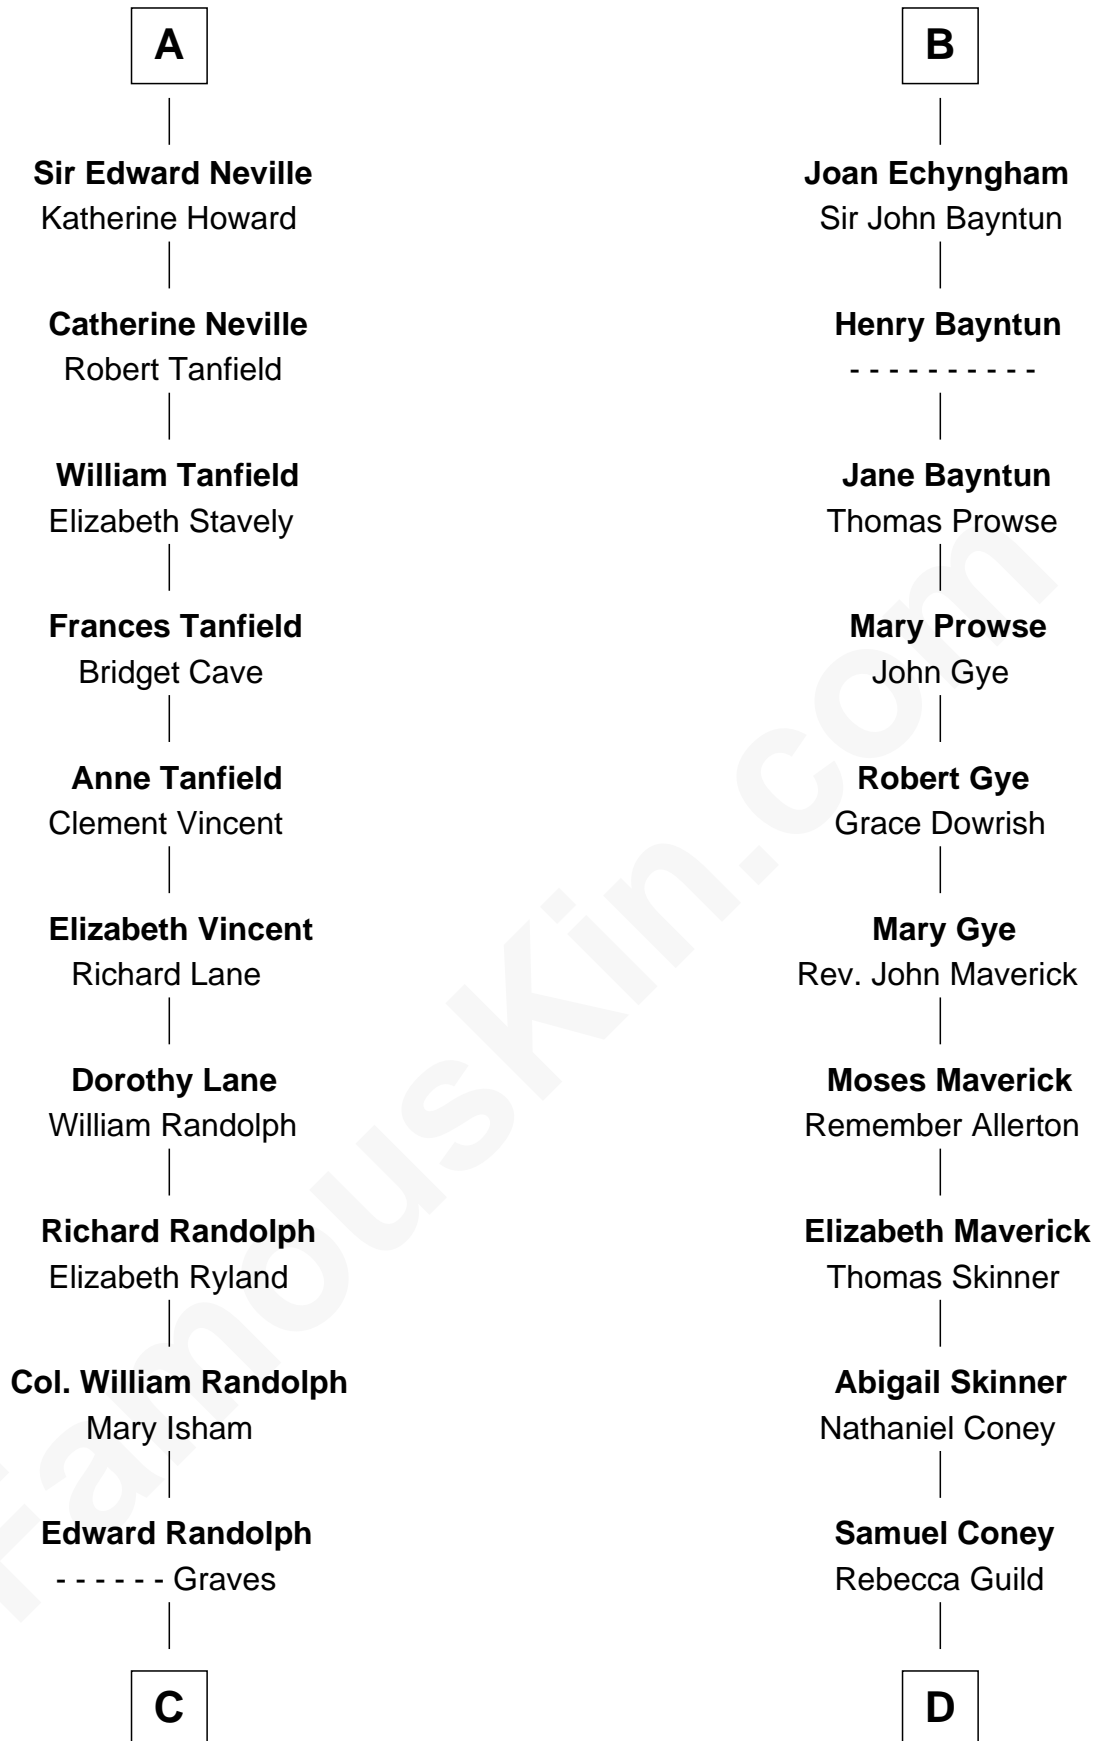 A
Sir Edward Neville
Katherine Howard
Catherine Neville
Robert Tanfield
William Tanfield
Elizabeth Stavely
Frances Tanfield
Bridget Cave
Anne Tanfield
Clement Vincent
Elizabeth Vincent
Richard Lane
Dorothy Lane
William Randolph
Richard Randolph
Elizabeth Ryland
Col. William Randolph
Mary Isham
Edward Randolph
- - - - - - Graves
C
B
Joan Echyngham
Sir John Bayntun
Henry Bayntun
- - - - - - - - - -
Jane Bayntun
Thomas Prowse
Mary Prowse
John Gye
Robert Gye
Grace Dowrish
Mary Gye
Rev. John Maverick
Moses Maverick
Remember Allerton
Elizabeth Maverick
Thomas Skinner
Abigail Skinner
Nathaniel Coney
Samuel Coney
Rebecca Guild
D
FamousKin.com